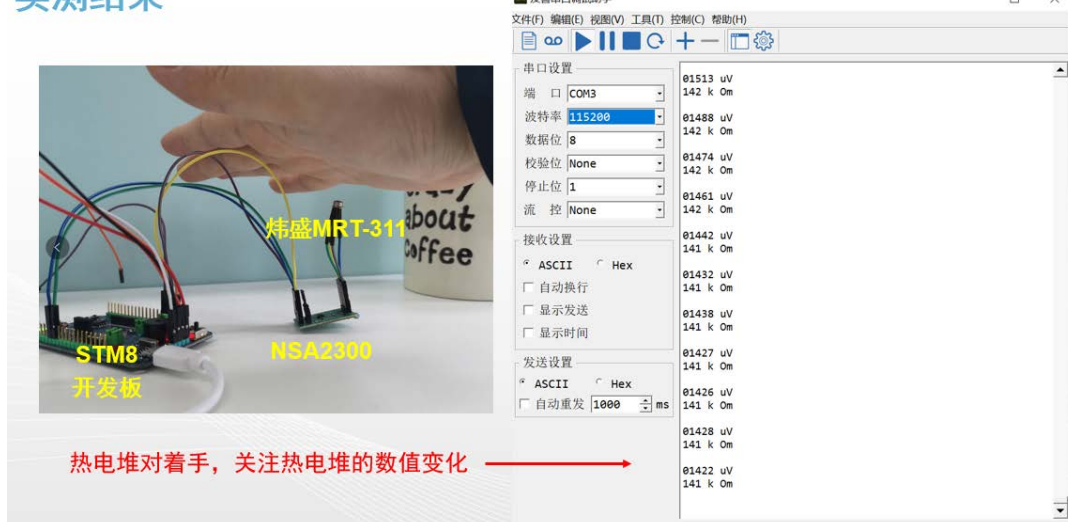 实测结果
文件(F) 编辑(E) 视图(V) 工具(T) 控制(C) 帮助(H)
炜盛MRT-311
about
coffee
STM8
开发板
NSA2300
热电堆对着手，关注热电堆的数值变化
串口设置
端 口 COM3
波特率 115200
数据位 8
校验位 None
停止位 1
流 控 None
接收设置
ASCII Hex
自动换行
显示发送
显示时间
发送设置
ASCII Hex
自动重发 1000 ms
01513 uV
142 k Om
01488 uV
142 k Om
01474 uV
142 k Om
01461 uV
142 k Om
01442 uV
141 k Om
01432 uV
141 k Om
01438 uV
141 k Om
01427 uV
141 k Om
01426 uV
141 k Om
01428 uV
141 k Om
01422 uV
141 k Om